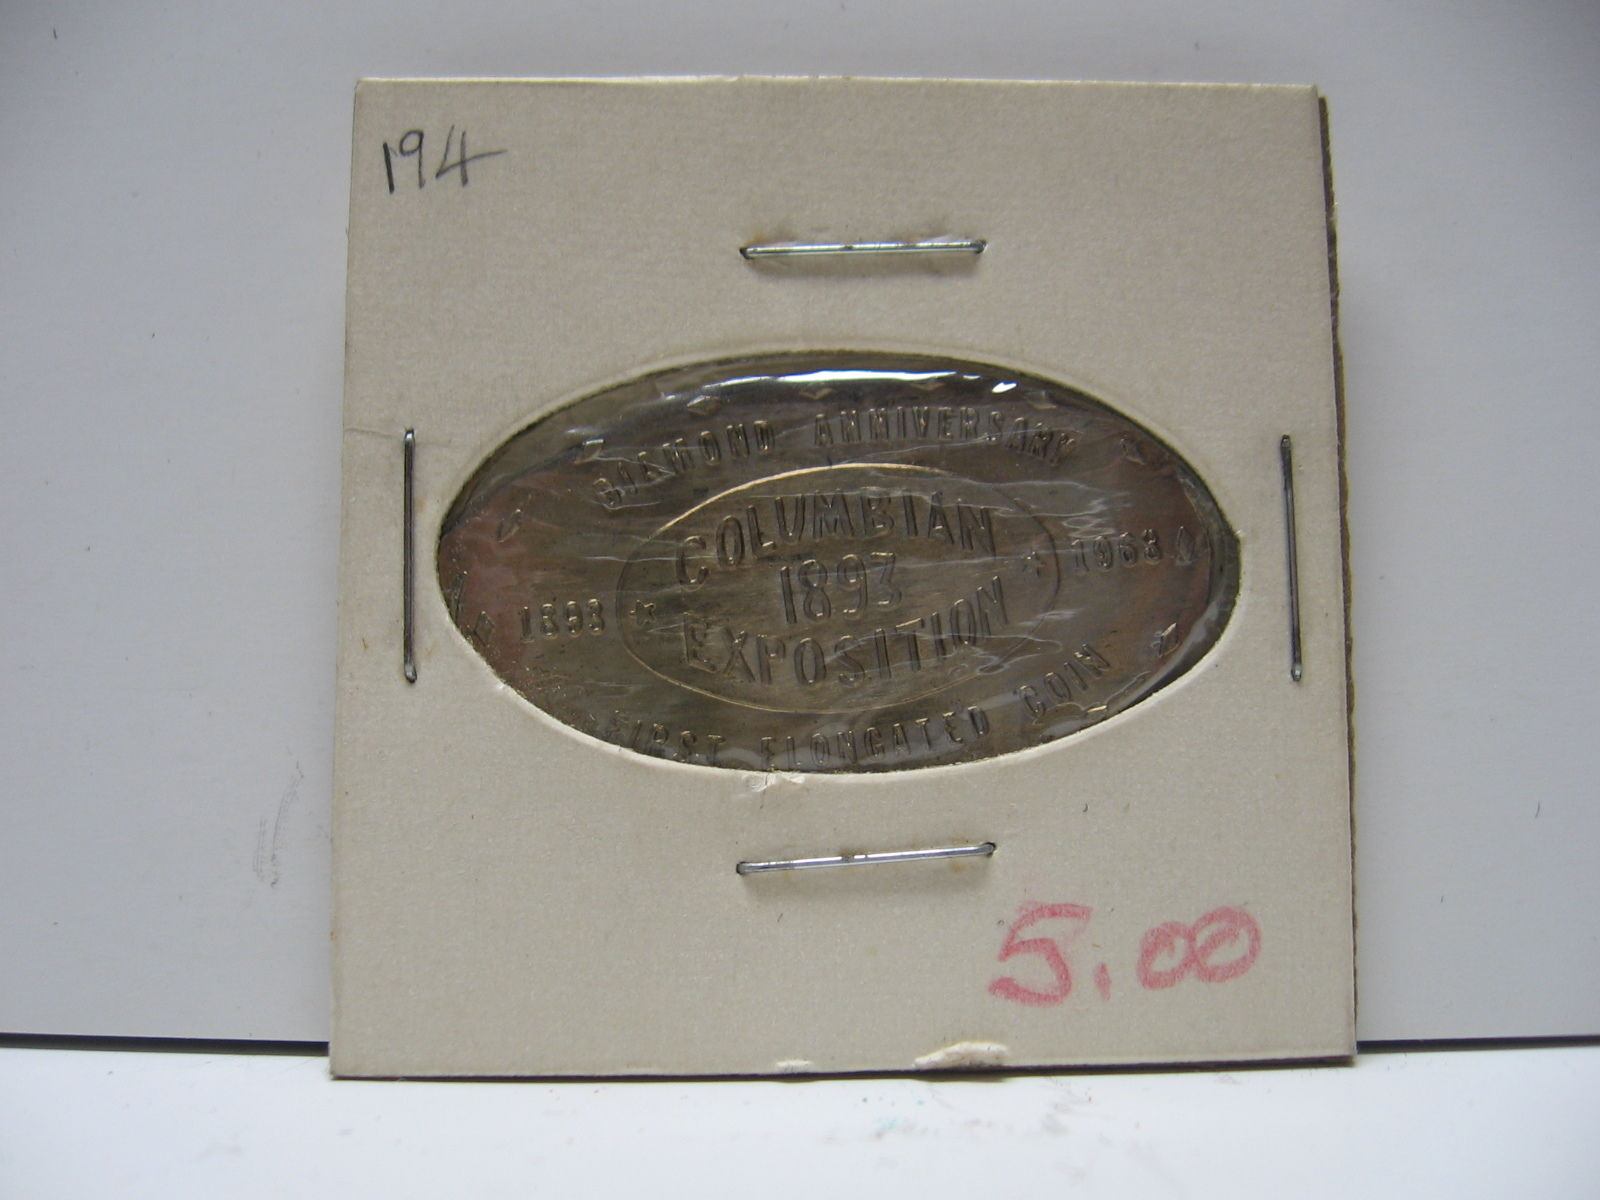 194
DIAMOND ANNIVERSARY
COLUMBIAN
1893
EXPOSITION
1893
1968
FIRST ELONGATED COIN
5.00